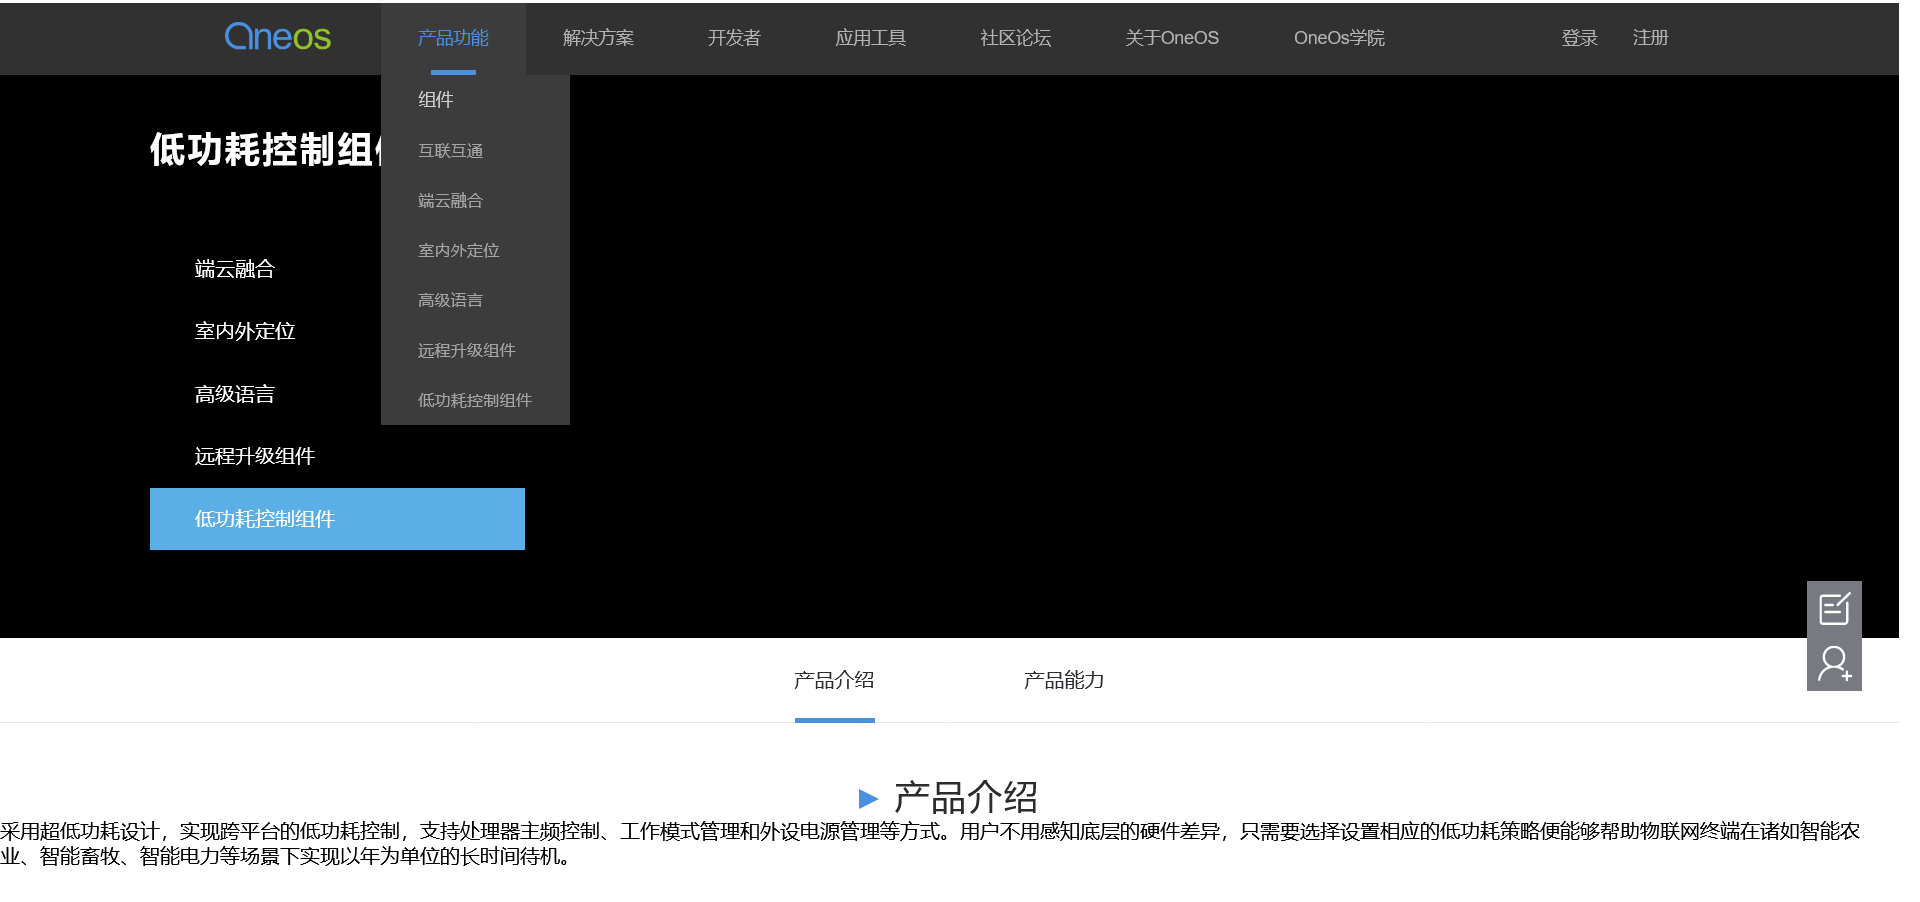 Oneos 产品功能 解决方案 开发者 应用工具 社区论坛 关于OneOS OneOs学院 登录 注册
组件
互联互通
端云融合
室内外定位
高级语言
远程升级组件
低功耗控制组件
低功耗控制组
端云融合
室内外定位
高级语言
远程升级组件
低功耗控制组件
产品介绍 产品能力
产品介绍
采用超低功耗设计，实现跨平台的低功耗控制，支持处理器主频控制、工作模式管理和外设电源管理等方式。用户不用感知底层的硬件差异，只需要选择设置相应的低功耗策略便能够帮助物联网终端在诸如智能农
业、智能畜牧、智能电力等场景下实现以年为单位的长时间待机。